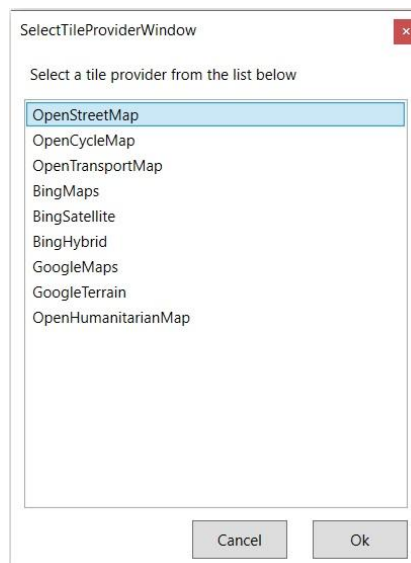 SelectTileProviderWindow
Select a tile provider from the list below
OpenStreetMap
OpenCycleMap
OpenTransportMap
BingMaps
BingSatellite
BingHybrid
GoogleMaps
GoogleTerrain
OpenHumanitarianMap
Cancel Ok